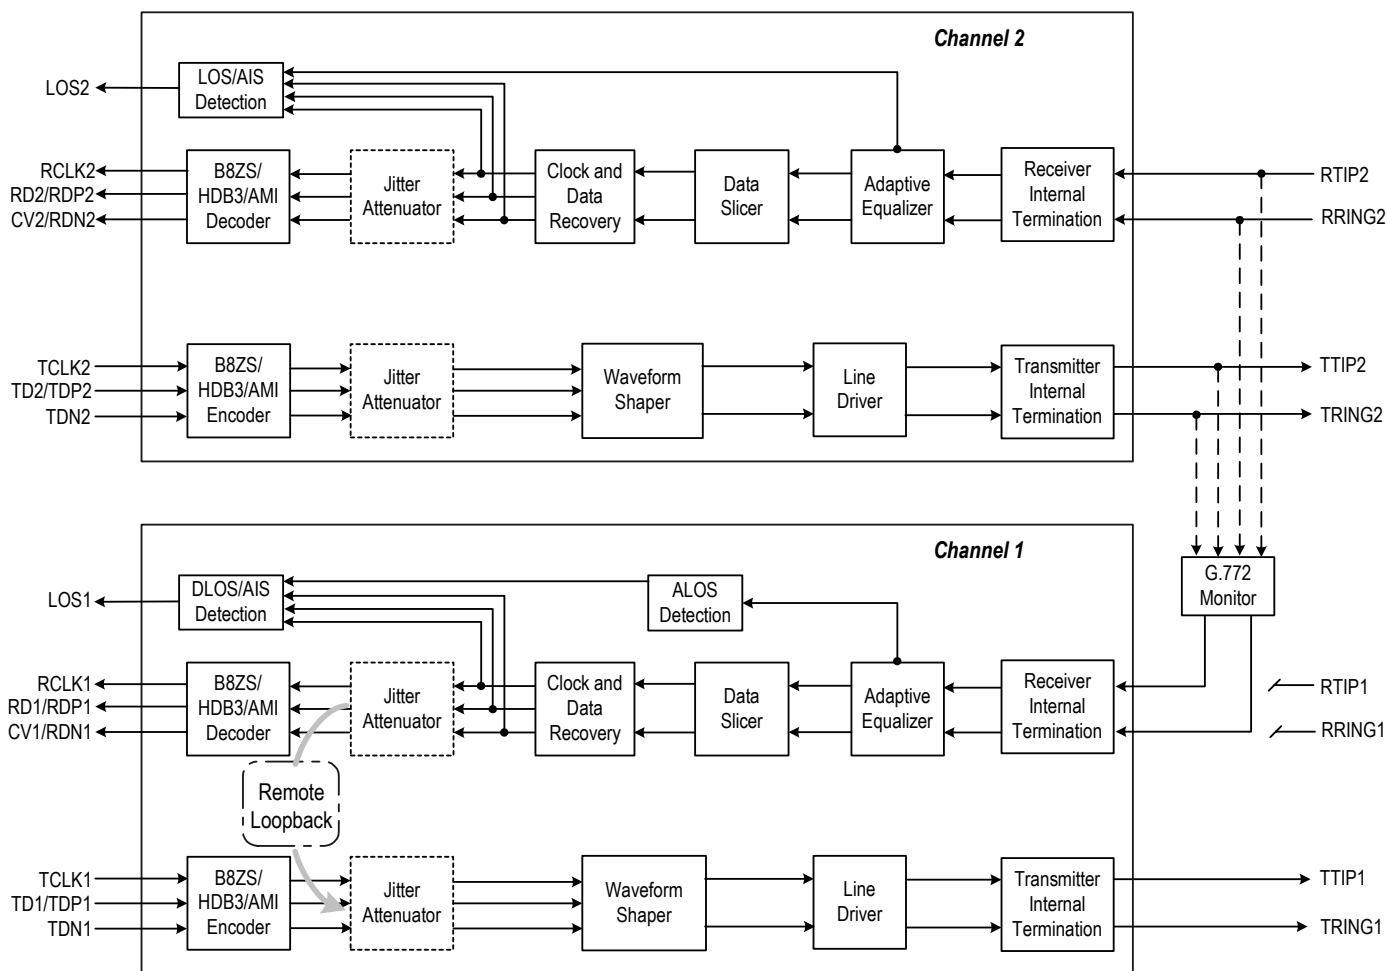 Channel 2
LOS2
LOS/AIS
Detection
RCLK2
RD2/RDP2
CV2/RDN2
B8ZS/
HDB3/AMI
Decoder
Jitter
Attenuator
Clock and
Data
Recovery
Data
Slicer
Adaptive
Equalizer
Receiver
Internal
Termination
RTIP2
RRING2
TCLK2
TD2/TDP2
TDN2
B8ZS/
HDB3/AMI
Encoder
Jitter
Attenuator
Waveform
Shaper
Line
Driver
Transmitter
Internal
Termination
TTIP2
TRING2
Channel 1
G.772
Monitor
LOS1
DLOS/AIS
Detection
ALOS
Detection
RCLK1
RD1/RDP1
CV1/RDN1
B8ZS/
HDB3/AMI
Decoder
Jitter
Attenuator
Clock and
Data
Recovery
Data
Slicer
Adaptive
Equalizer
Receiver
Internal
Termination
RTIP1
RRING1
Remote
Loopback
TCLK1
TD1/TDP1
TDN1
B8ZS/
HDB3/AMI
Encoder
Jitter
Attenuator
Waveform
Shaper
Line
Driver
Transmitter
Internal
Termination
TTIP1
TRING1